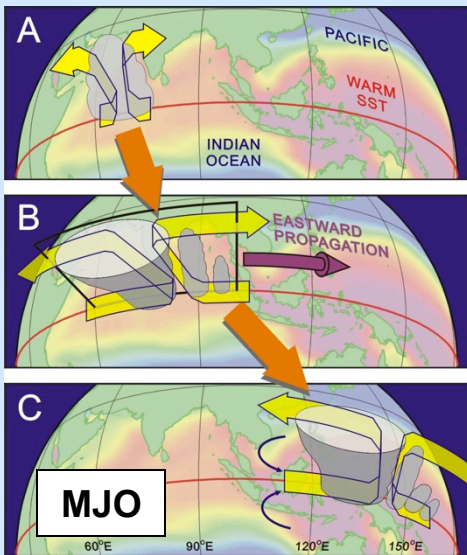 A
PACIFIC
WARM
SST
INDIAN
OCEAN
B
EASTWARD
PROPAGATION
C
MJO
60°E
90°E
120°E
150°E